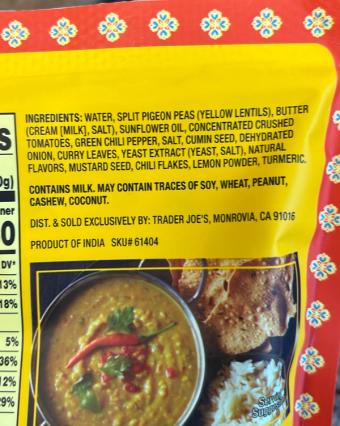 INGREDIENTS: WATER, SPLIT PIGEON PEAS (YELLOW LENTILS), BUTTER
(CREAM [MILK], SALT), SUNFLOWER OIL, CONCENTRATED CRUSHED
TOMATOES, GREEN CHILI PEPPER, SALT, CUMIN SEED, DEHYDRATED
ONION, CURRY LEAVES, YEAST EXTRACT (YEAST, SALT), NATURAL
FLAVORS, MUSTARD SEED, CHILI FLAKES, LEMON POWDER, TURMERIC.
CONTAINS MILK. MAY CONTAIN TRACES OF SOY, WHEAT, PEANUT,
CASHEW, COCONUT.
DIST. & SOLD EXCLUSIVELY BY: TRADER JOE'S, MONROVIA, CA 91016
PRODUCT OF INDIA SKU# 61404
S
0g)
ner
0
DV*
13%
18%
5%
36%
12%
29%